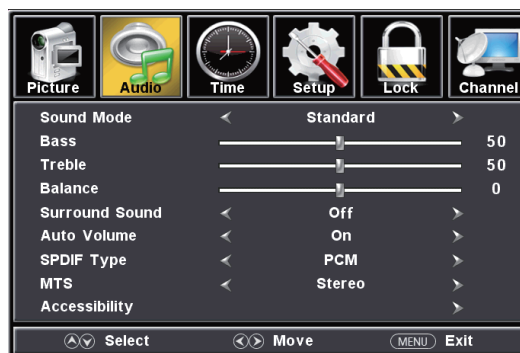 Picture Audio Time Setup Lock Channel
Sound Mode Standard
Bass 50
Treble 50
Balance 0
Surround Sound Off
Auto Volume On
SPDIF Type PCM
MTS Stereo
Accessibility
Select Move MENU Exit